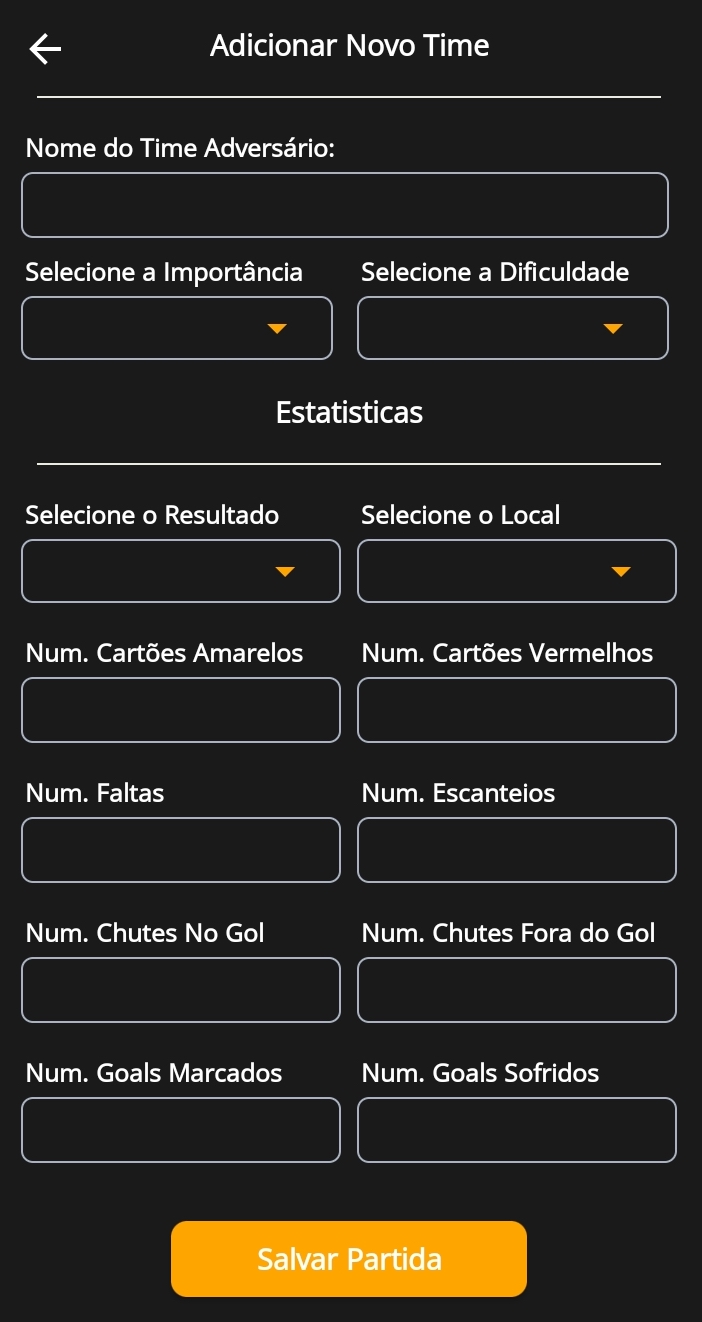 Adicionar Novo Time
Nome do Time Adversário:
Selecione a Importância
Selecione a Dificuldade
Estatisticas
Selecione o Resultado
Selecione o Local
Num. Cartões Amarelos
Num. Cartões Vermelhos
Num. Faltas
Num. Escanteios
Num. Chutes No Gol
Num. Chutes Fora do Gol
Num. Goals Marcados
Num. Goals Sofridos
Salvar Partida